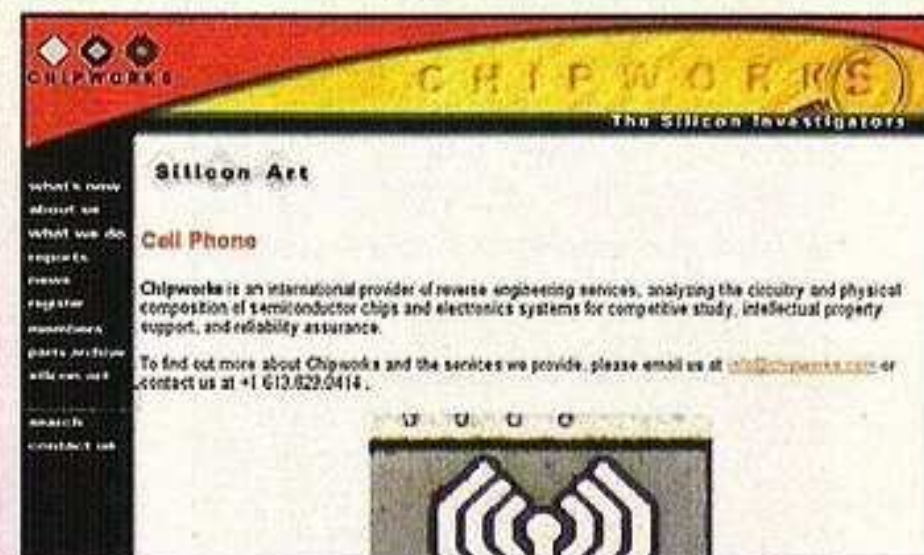 CHIPWORKS
CHIPWORKS
The Silicon Investigators
Silicon Art
what's new
about us
what we do
reports
news
register
members
parts archive
silicon art
search
contact us
Cell Phone
Chipworks is an international provider of reverse engineering services, analyzing the circuitry and physical
composition of semiconductor chips and electronics systems for competitive study, intellectual property
support, and reliability assurance.
To find out more about Chipworks and the services we provide, please email us at info@chipworks.com or
contact us at +1 613.829.0414 .